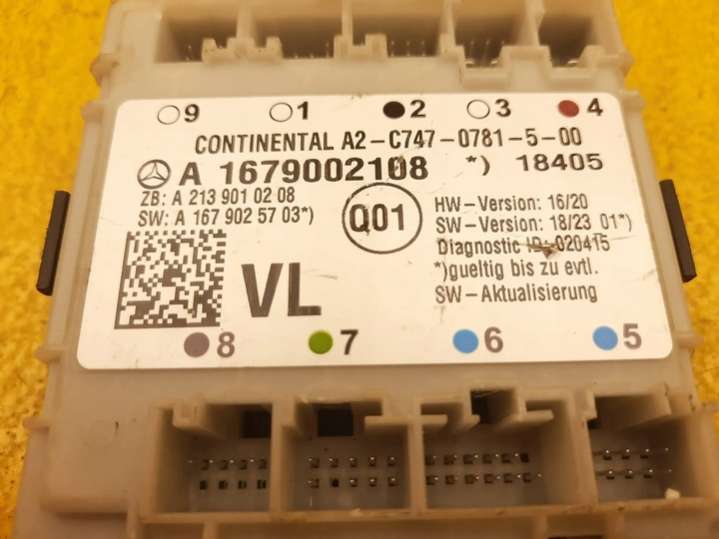 9 1 2 3 4
CONTINENTAL A2-C747-0781-5-00
A 1679002108 *) 18405
ZB: A 213 901 02 08
SW: A 167 902 57 03*)
Q01
HW-Version: 16/20
SW-Version: 18/23 01*)
Diagnostic ID: 020415
*)gueltig bis zu evtl.
SW-Aktualisierung
VL
8 7 6 5